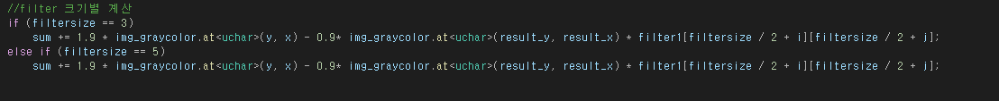 //filter 크기별 계산
if (filtersize == 3)
sum += 1.9 * img_graycolor.at<uchar>(y, x) - 0.9* img_graycolor.at<uchar>(result_y, result_x) * filter1[filtersize / 2 + i][filtersize / 2 + j];
else if (filtersize == 5)
sum += 1.9 * img_graycolor.at<uchar>(y, x) - 0.9* img_graycolor.at<uchar>(result_y, result_x) * filter1[filtersize / 2 + i][filtersize / 2 + j];